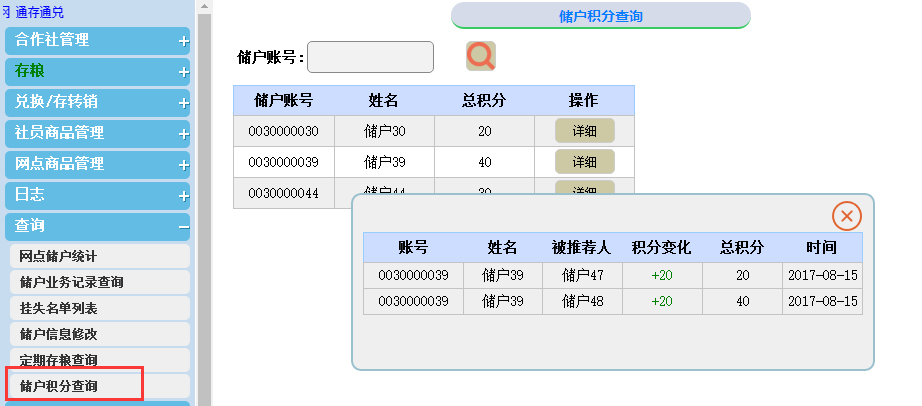 通存通兑
合作社管理 +
存粮 +
兑换/存转销 +
社员商品管理 +
网点商品管理 +
日志 +
查询 −
网点储户统计
储户业务记录查询
挂失名单列表
储户信息修改
定期存粮查询
储户积分查询
储户积分查询
储户账号:
储户账号 姓名 总积分 操作
0030000030 储户30 20 详细
0030000039 储户39 40 详细
0030000044 储户44 30 详细
账号 姓名 被推荐人 积分变化 总积分 时间
0030000039 储户39 储户47 +20 20 2017-08-15
0030000039 储户39 储户48 +20 40 2017-08-15